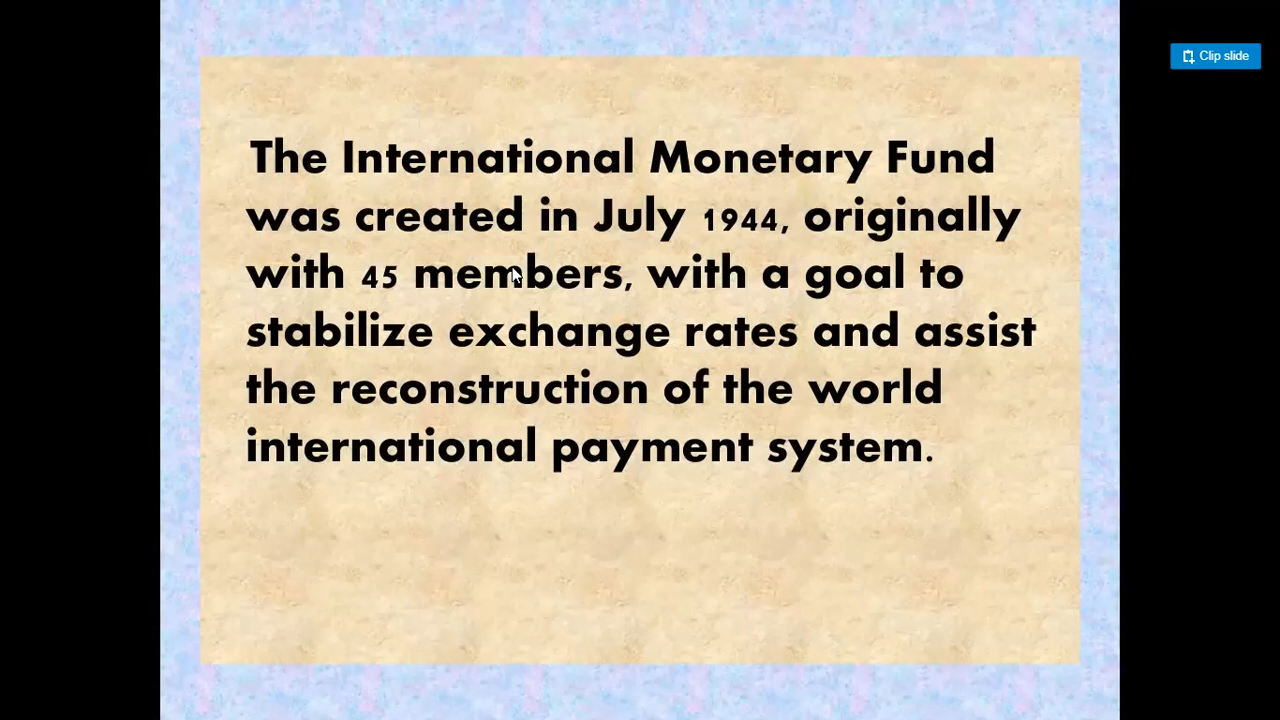 Clip slide
The International Monetary Fund
was created in July 1944, originally
with 45 members, with a goal to
stabilize exchange rates and assist
the reconstruction of the world
international payment system.